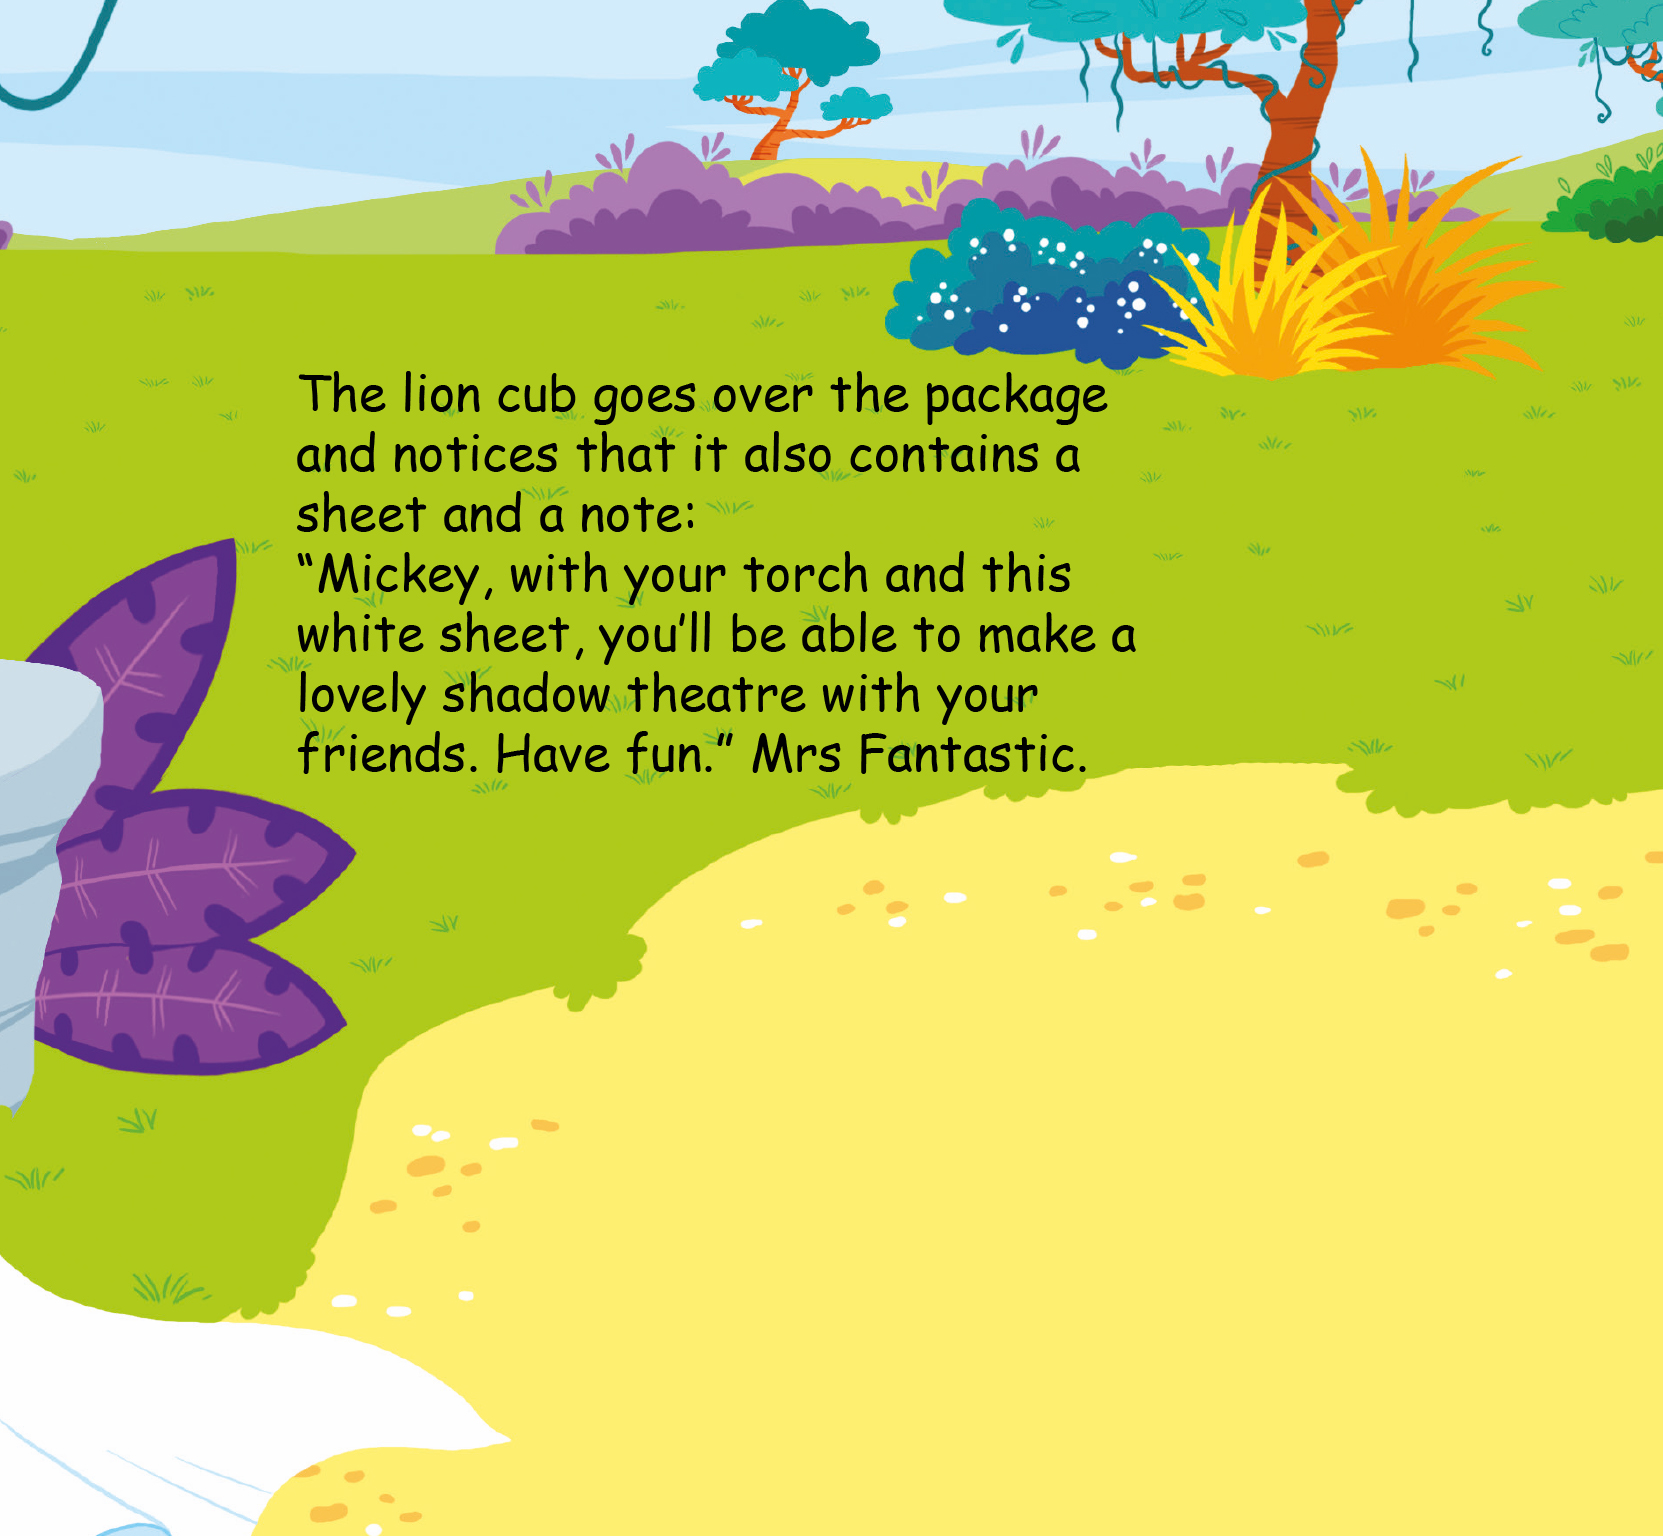 The lion cub goes over the package
and notices that it also contains a
sheet and a note:
“Mickey, with your torch and this
white sheet, you’ll be able to make a
lovely shadow theatre with your
friends. Have fun.” Mrs Fantastic.